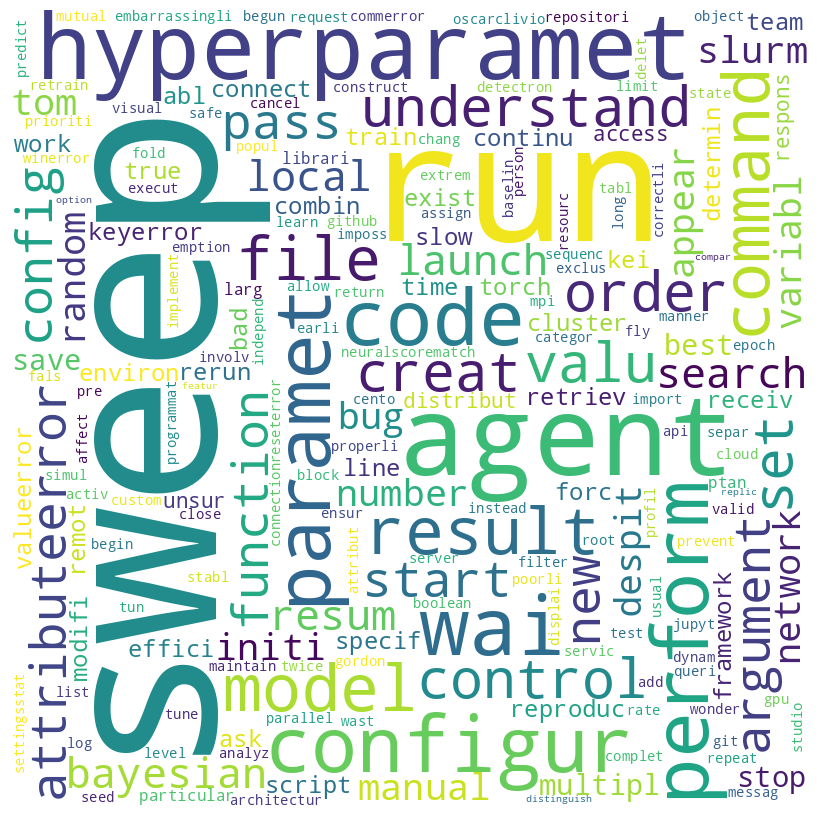 mutual embarrassingli begun request commerror oscarclivio repositori object team
predict hyperparamet slurm
retrain construct detectron delet limit state
tom abl connect understand
visual cancel pass
prioriti safe
work train chang continu access respons
winerror fold popul librari local run
true exist baselin person tabl long correctli option
execut combin extrem assign resourc command
config random keyerror learn github imposs slow sequenc exclus determin appear variabl
emption file launch kei compar
implement larg allow return time torch mpi order
sweep bad independ earli code cluster fly manner
save involv categor best epoch
environ rerun neuralscorematch creat valu search
fals pre featur programmat
affect paramet cento distribut retriev import receiv
connectionreseterror properli bug agent api separ cloud
simul line ptan
activ unsur block number forc state replic
valueerror custom close function ensur result instead root profil valid set
remot begin server filter despit prevent
attributeerror stabl attribut start poorli new argument network
modifi tun resum boolean wai displai test usual jupyt
effici initi specif servic perform dynam framework
list maintain twice gordon control add queri
settingsstat tune model reproduc rate wonder gpu studio
log ask parallel wast git
level analyz configur complet repeat
bayesian script manual multipl stop
seed particular architectur distinguish messag